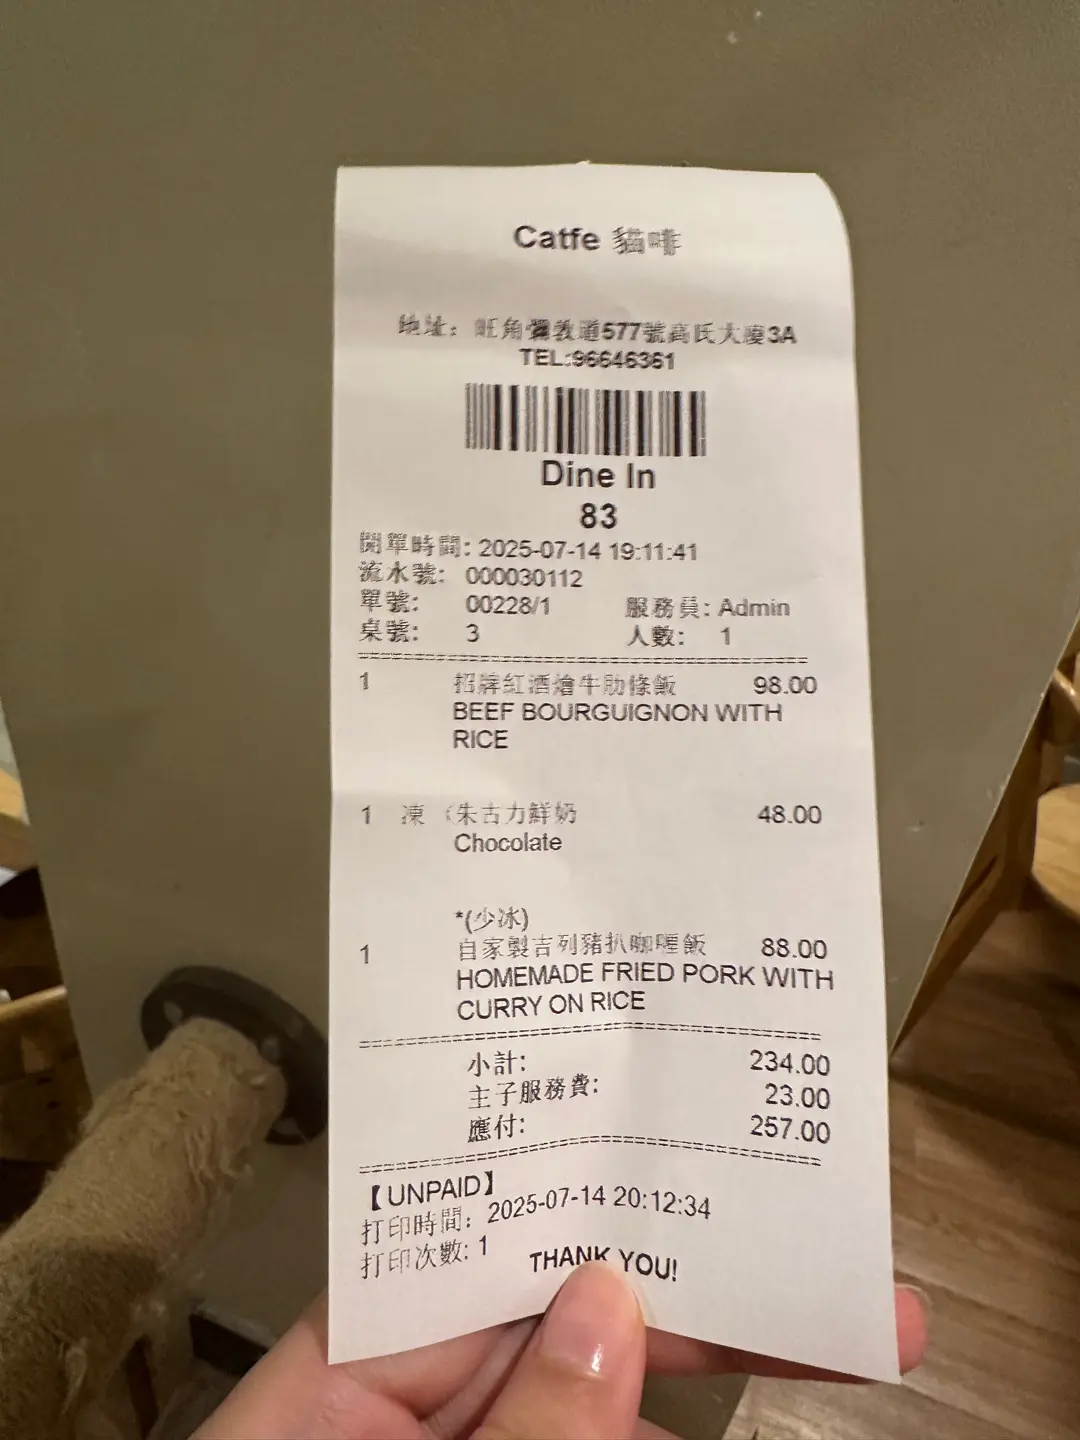 Catfe 貓啡
地址：旺角彌敦道577號高氏大廈3A
TEL:96646361
Dine In
83
開單時間: 2025-07-14 19:11:41
流水號: 000030112
單號: 00228/1 服務員: Admin
桌號: 3 人數: 1
1 招牌紅酒燴牛肋條飯 98.00
BEEF BOURGUIGNON WITH
RICE
1 凍 (朱古力鮮奶 48.00
Chocolate
*(少冰)
1 自家製吉列豬扒咖喱飯 88.00
HOMEMADE FRIED PORK WITH
CURRY ON RICE
小計: 234.00
主子服務費: 23.00
應付: 257.00
【UNPAID】
打印時間: 2025-07-14 20:12:34
打印次數: 1
THANK YOU!